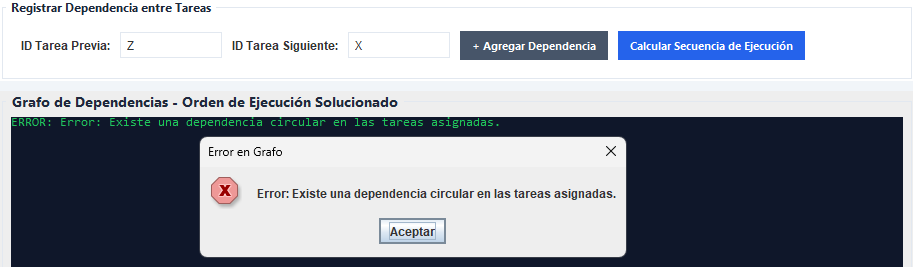 Registrar Dependencia entre Tareas
ID Tarea Previa: Z ID Tarea Siguiente: X + Agregar Dependencia Calcular Secuencia de Ejecución
Grafo de Dependencias - Orden de Ejecución Solucionado
ERROR: Error: Existe una dependencia circular en las tareas asignadas.
Error en Grafo
X
Error: Existe una dependencia circular en las tareas asignadas.
Aceptar